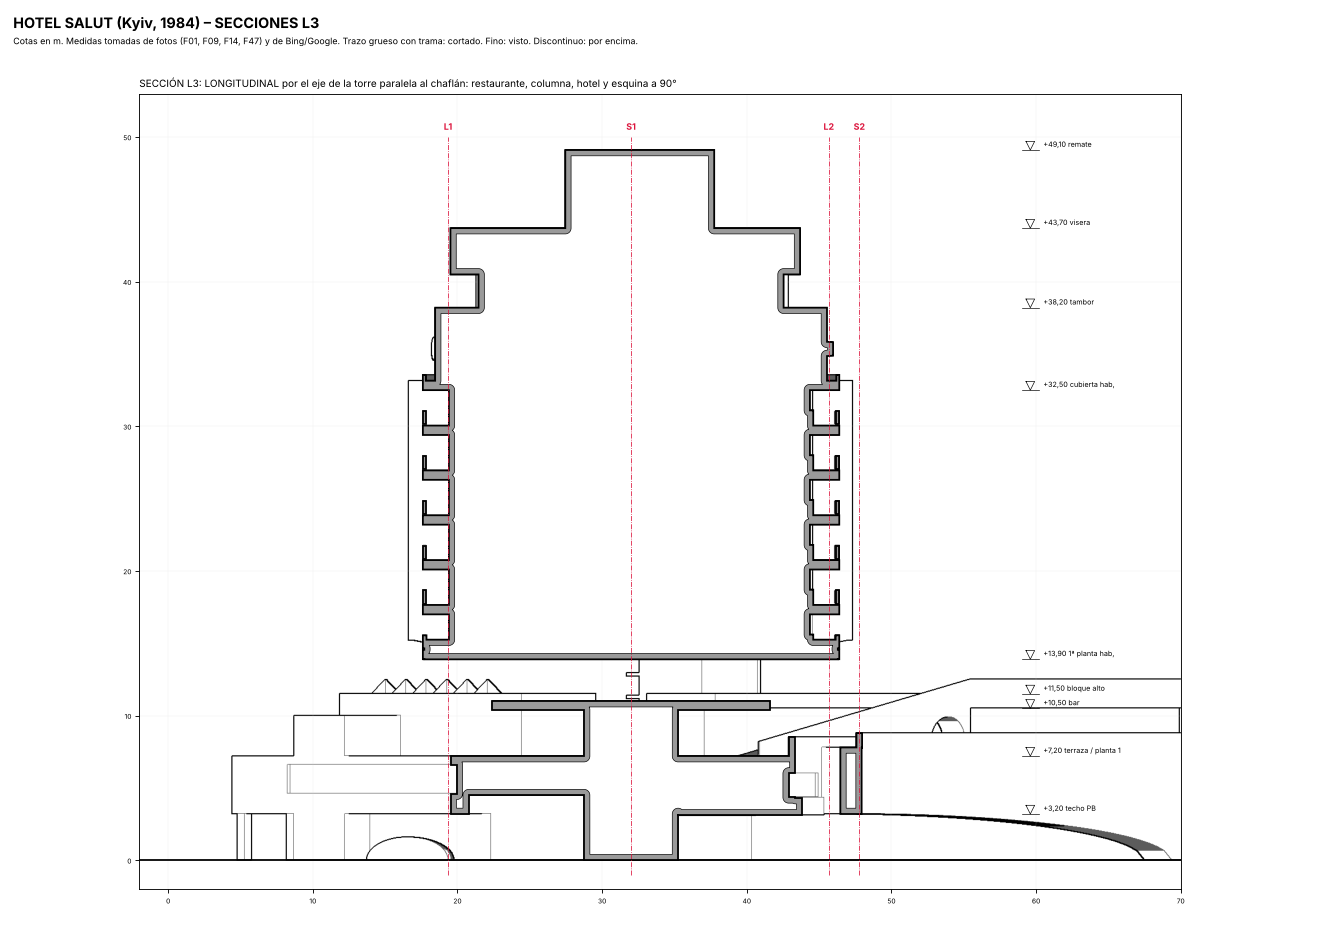 HOTEL SALUT (Kyiv, 1984) – SECCIONES L3
Cotas en m. Medidas tomadas de fotos (F01, F09, F14, F47) y de Bing/Google. Trazo grueso con trama: cortado. Fino: visto. Discontinuo: por encima.
SECCIÓN L3: LONGITUDINAL por el eje de la torre paralela al chaflán: restaurante, columna, hotel y esquina a 90°
L1
S1
L2
S2
50
40
30
20
10
0
+49,10 remate
+43,70 visera
+38,20 tambor
+32,50 cubierta hab,
+13,90 1ª planta hab,
+11,50 bloque alto
+10,50 bar
+7,20 terraza / planta 1
+3,20 techo PB
0
10
20
30
40
50
60
70